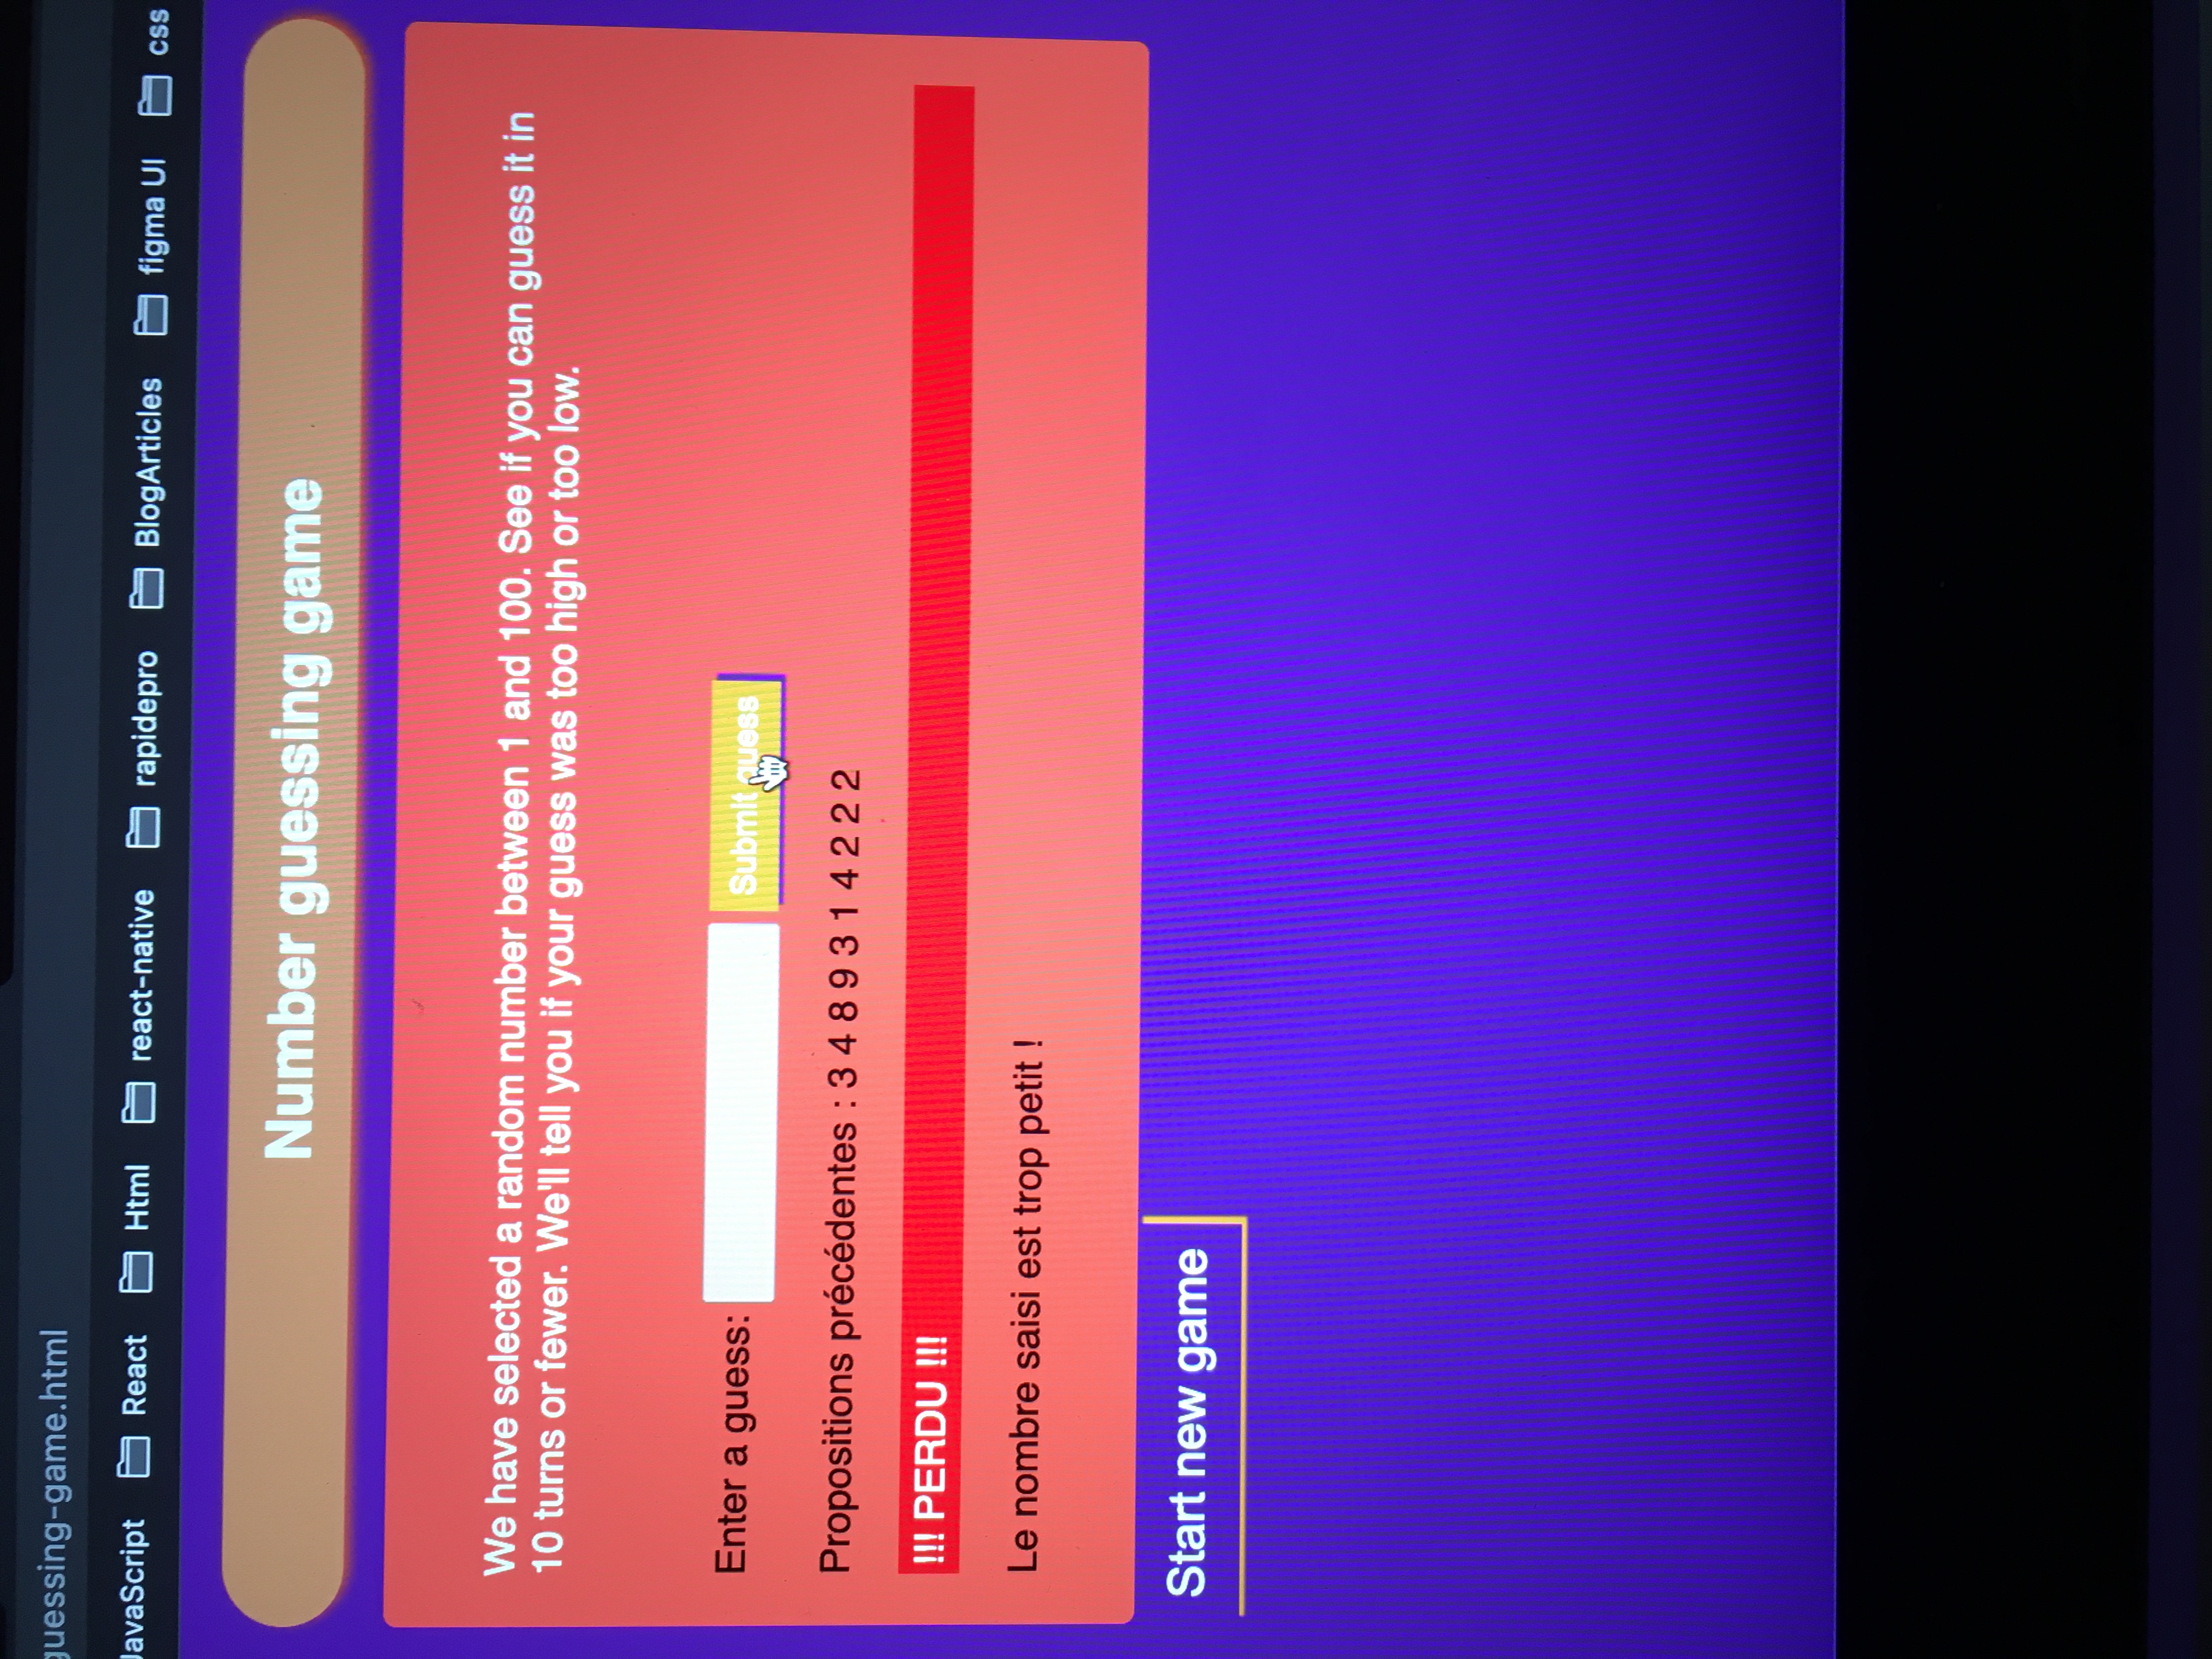 guessing-game.html
JavaScript React Html react-native rapidepro BlogArticles figma UI css
Number guessing game
We have selected a random number between 1 and 100. See if you can guess it in
10 turns or fewer. We'll tell you if your guess was too high or too low.
Enter a guess: Submit guess
Propositions précédentes : 3 4 8 9 3 1 4 2 2 2
!!! PERDU !!!
Le nombre saisi est trop petit !
Start new game